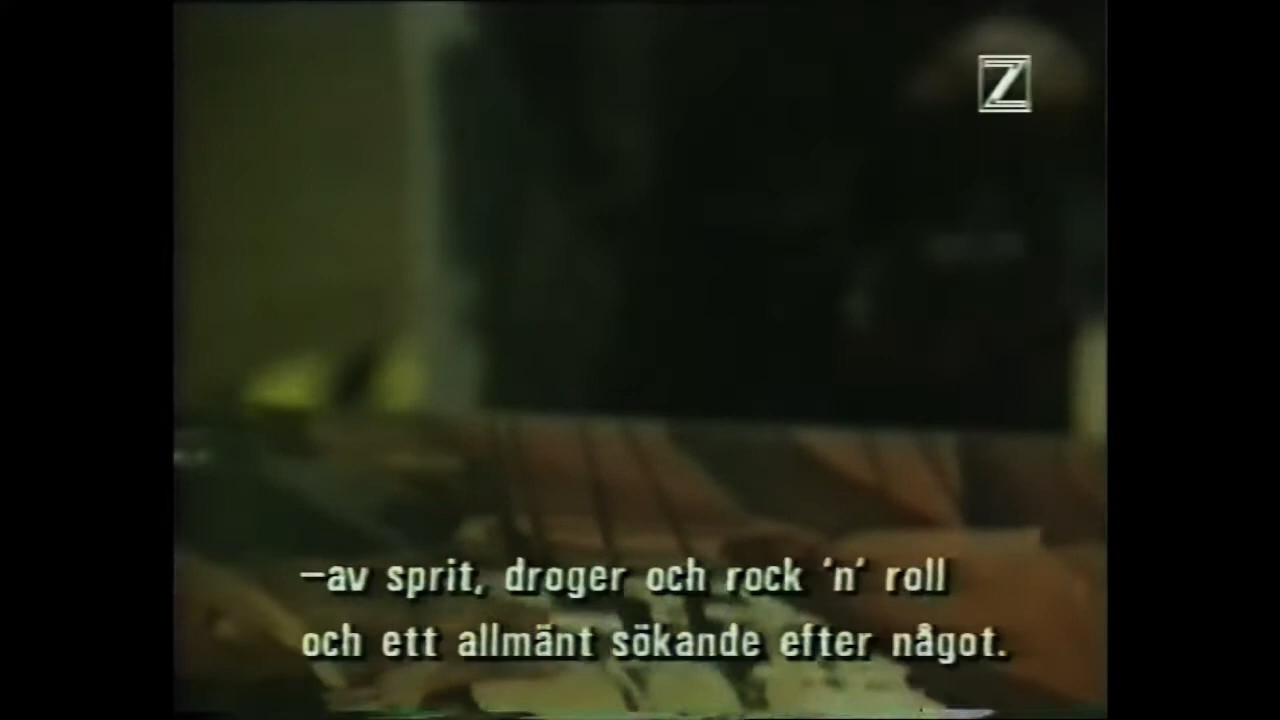 Z
–av sprit, droger och rock 'n' roll
och ett allmänt sökande efter något.